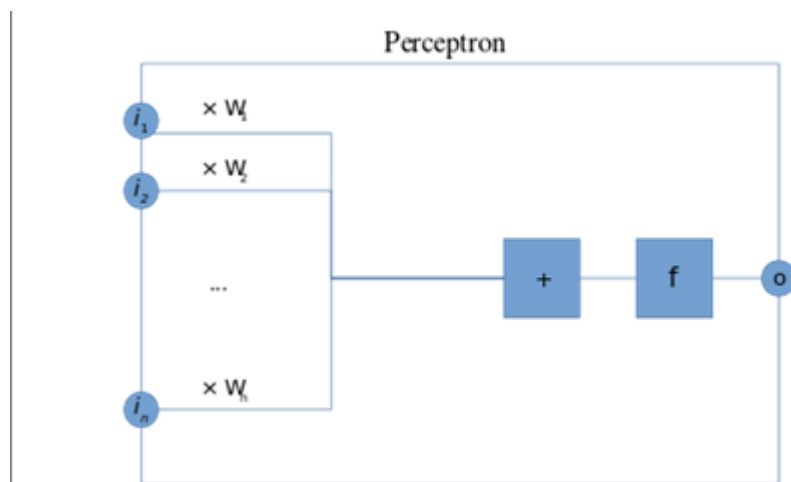 Perceptron
i₁ × W₁
i₂ × W₂
...
+ f o
iₙ × Wₙ